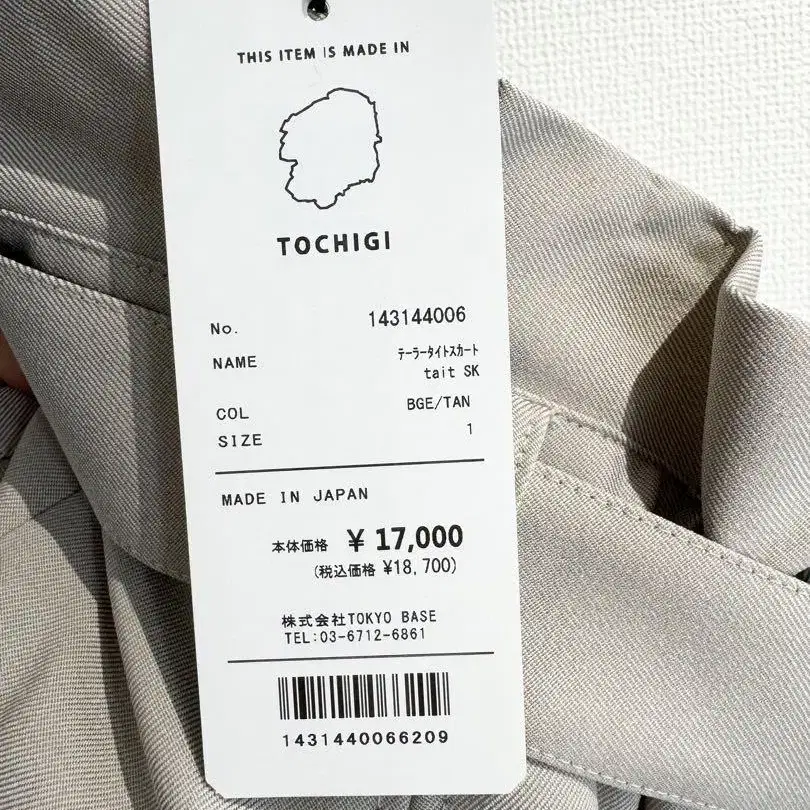 THIS ITEM IS MADE IN
TOCHIGI
No. 143144006
NAME ﾃｰﾗｰﾀｲﾄｽｶｰﾄ
tait SK
COL BGE/TAN
SIZE 1
MADE IN JAPAN
本体価格 ¥ 17,000
(税込価格 ¥18,700)
株式会社TOKYO BASE
TEL:03-6712-6861
1431440066209